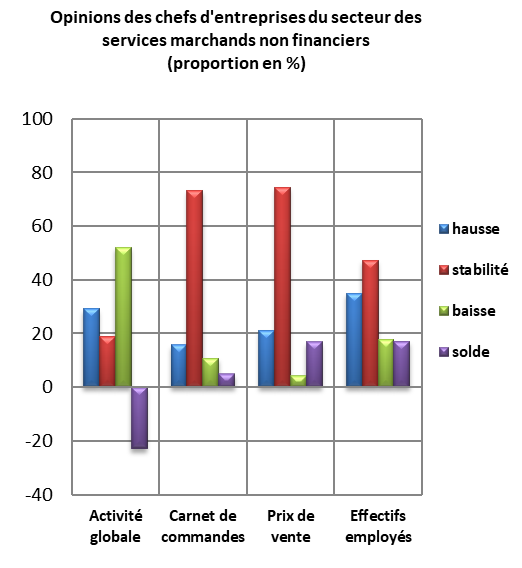 Opinions des chefs d'entreprises du secteur des
services marchands non financiers
(proportion en %)
100
80
60
40
20
0
-20
-40
hausse
stabilité
baisse
solde
Activité
globale
Carnet de
commandes
Prix de
vente
Effectifs
employés